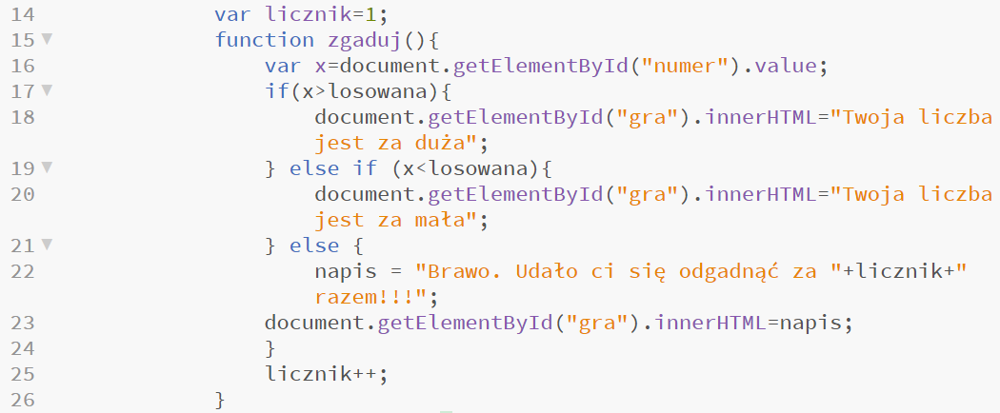 14 var licznik=1;
15 function zgaduj(){
16 var x=document.getElementById("numer").value;
17 if(x>losowana){
18 document.getElementById("gra").innerHTML="Twoja liczba
jest za duża";
19 } else if (x<losowana){
20 document.getElementById("gra").innerHTML="Twoja liczba
jest za mała";
21 } else {
22 napis = "Brawo. Udało ci się odgadnąć za "+licznik+"
razem!!!";
23 document.getElementById("gra").innerHTML=napis;
24 }
25 licznik++;
26 }